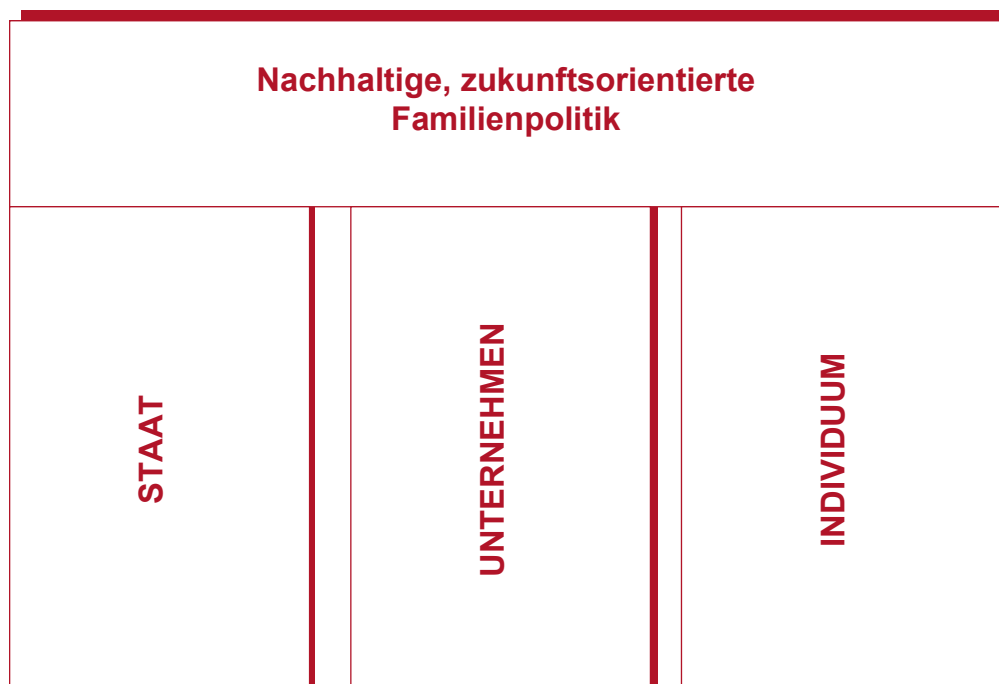 Nachhaltige, zukunftsorientierte
Familienpolitik
STAAT
UNTERNEHMEN
INDIVIDUUM